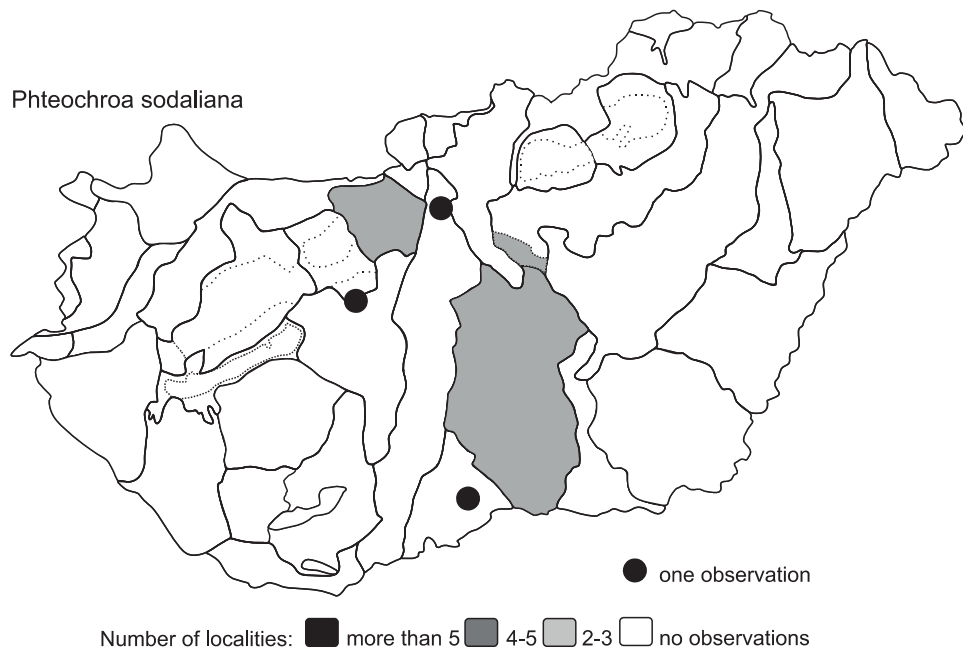 Phteochroa sodaliana
one observation
Number of localities: more than 5 4-5 2-3 no observations